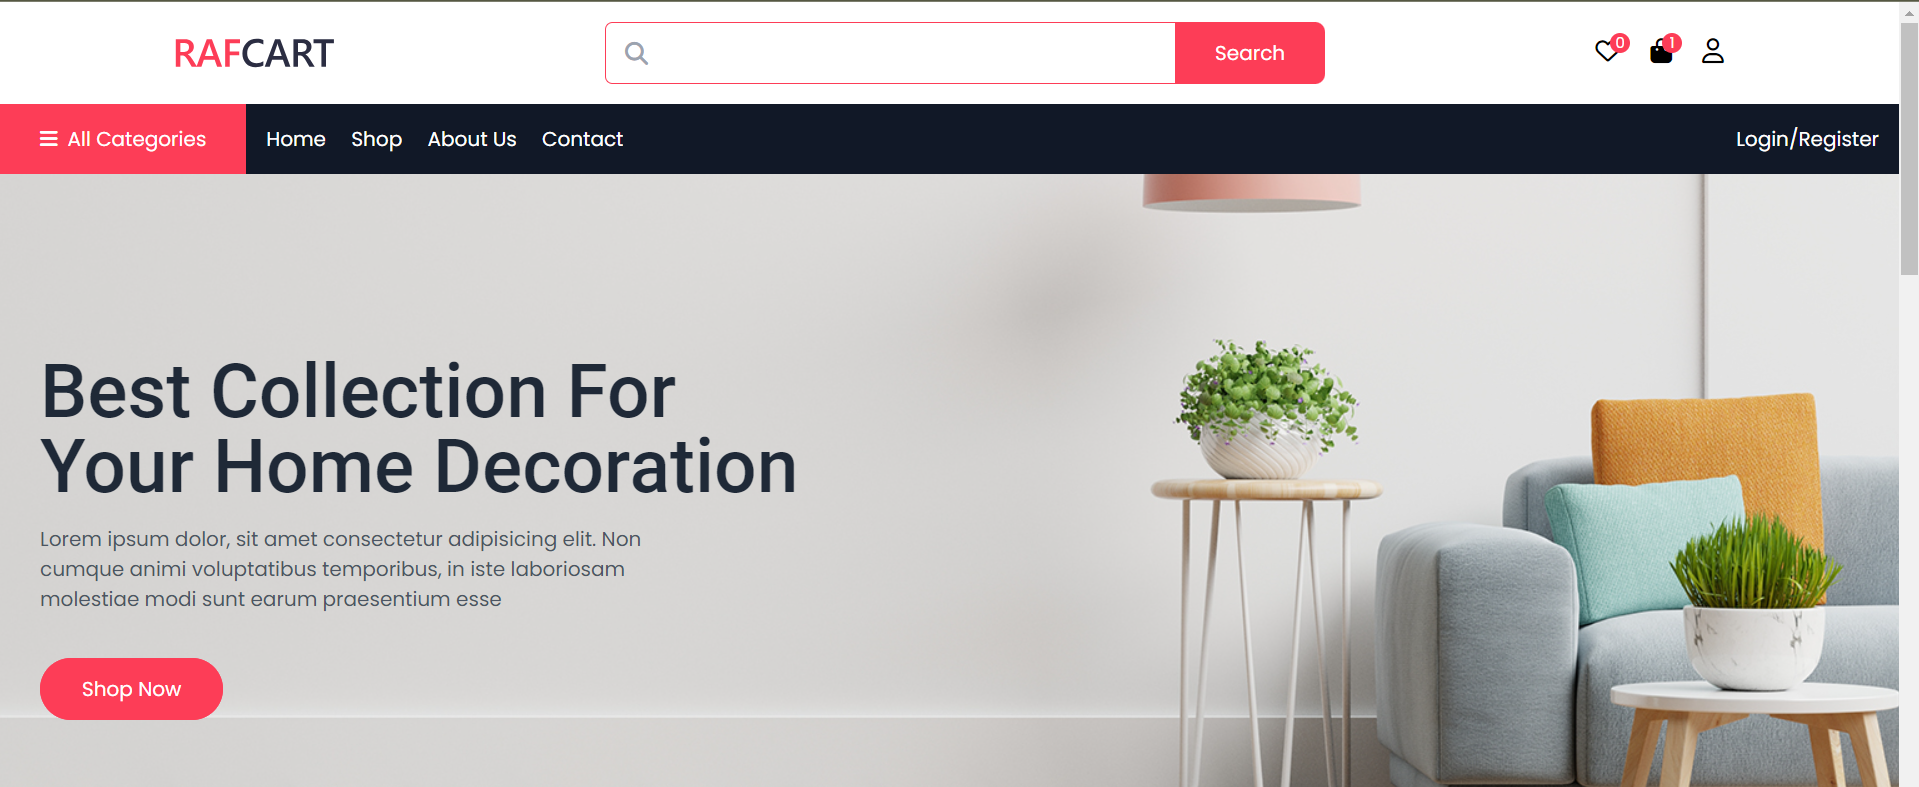 RAFCART
Search
0
1
All Categories
Home
Shop
About Us
Contact
Login/Register
Best Collection For
Your Home Decoration
Lorem ipsum dolor, sit amet consectetur adipisicing elit. Non
cumque animi voluptatibus temporibus, in iste laboriosam
molestiae modi sunt earum praesentium esse
Shop Now